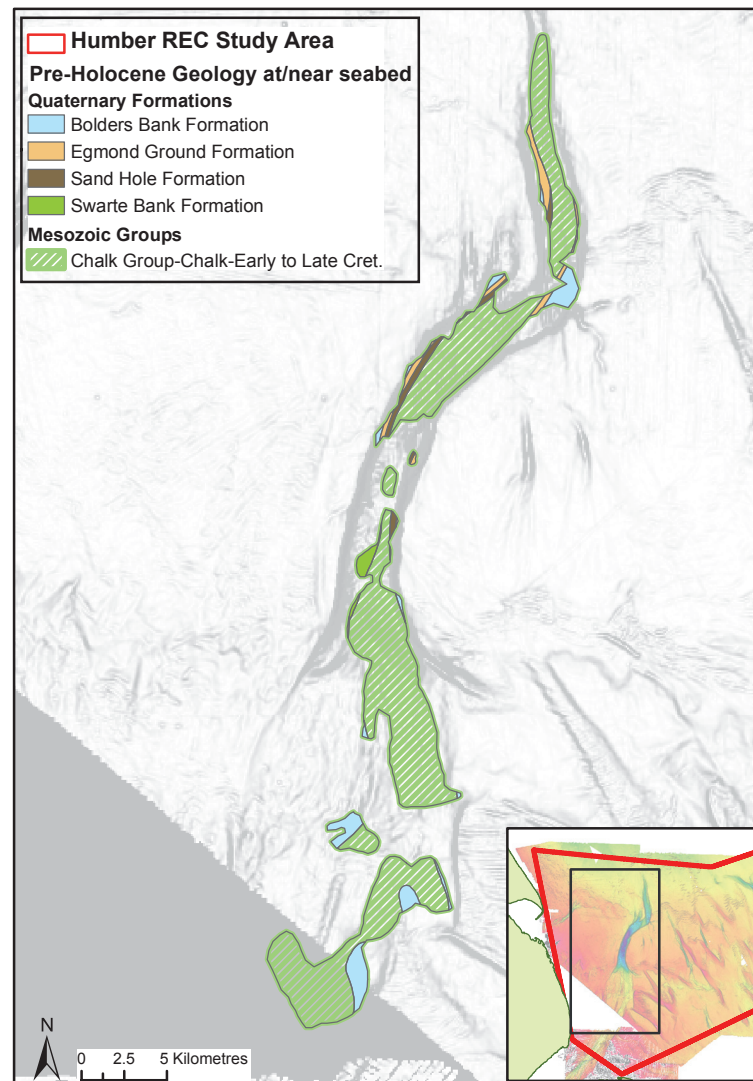 Humber REC Study Area
Pre-Holocene Geology at/near seabed
Quaternary Formations
Bolders Bank Formation
Egmond Ground Formation
Sand Hole Formation
Swarte Bank Formation
Mesozoic Groups
Chalk Group-Chalk-Early to Late Cret.
N
0 2.5 5 Kilometres